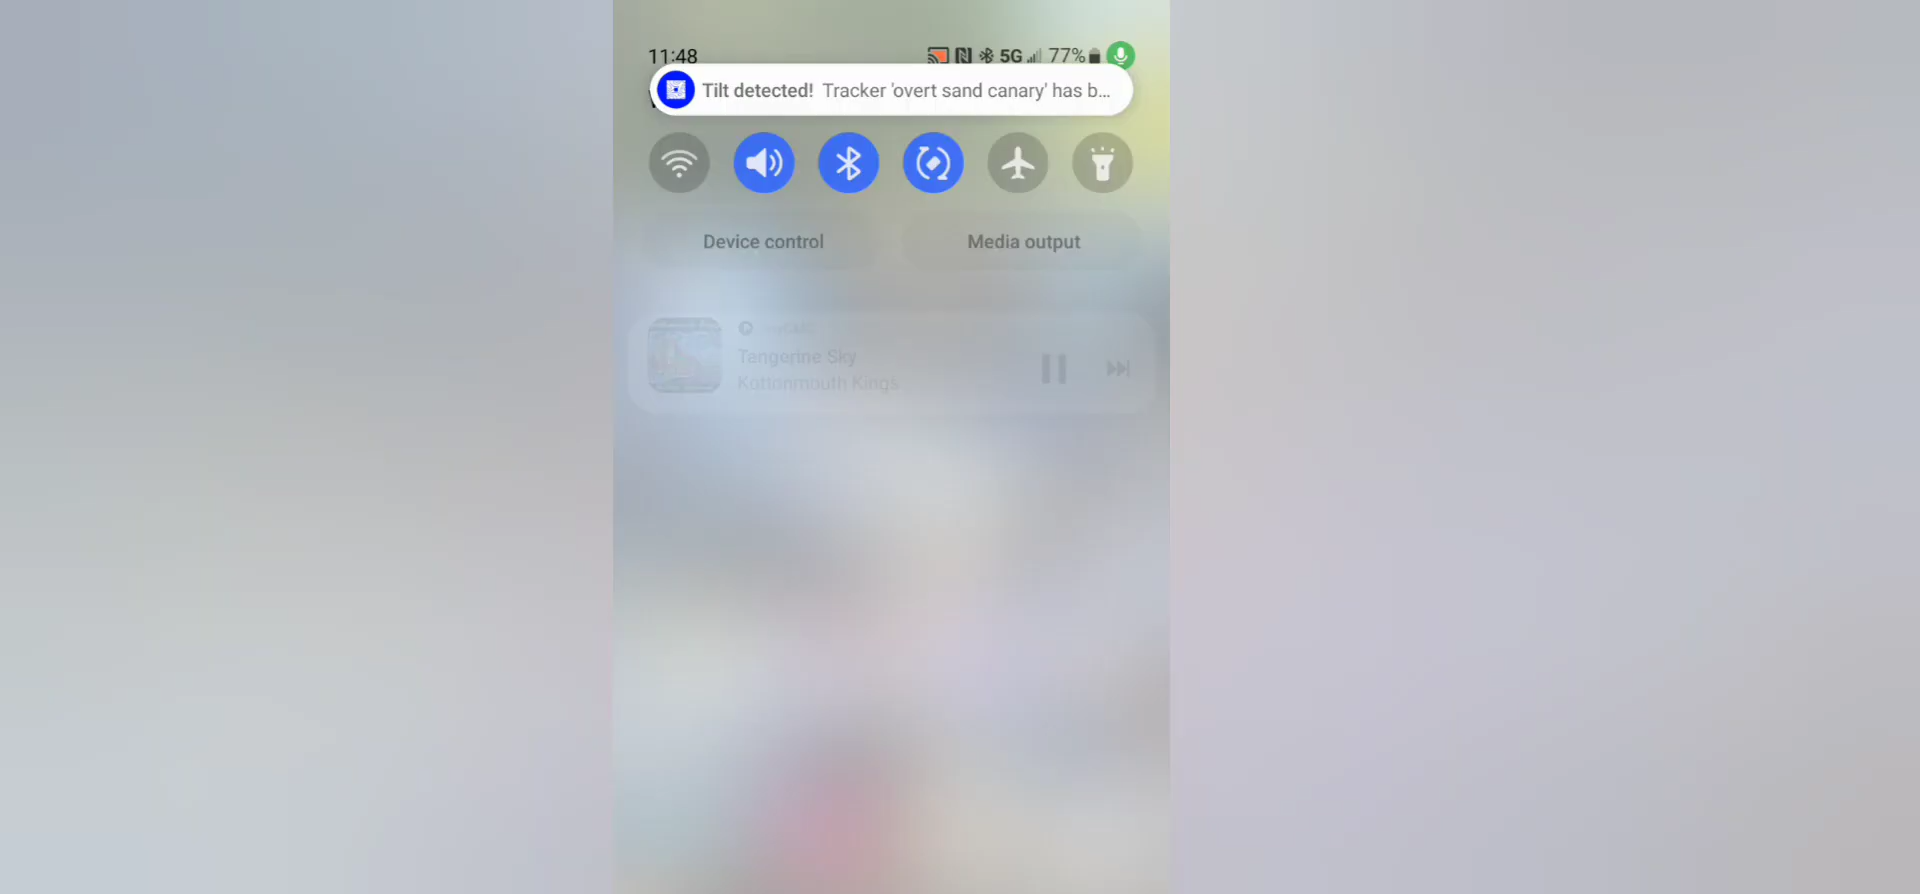 11:48 5G 77%
Tilt detected! Tracker 'overt sand canary' has b...
Device control Media output
Tangerine Sky
Kottonmouth Kings